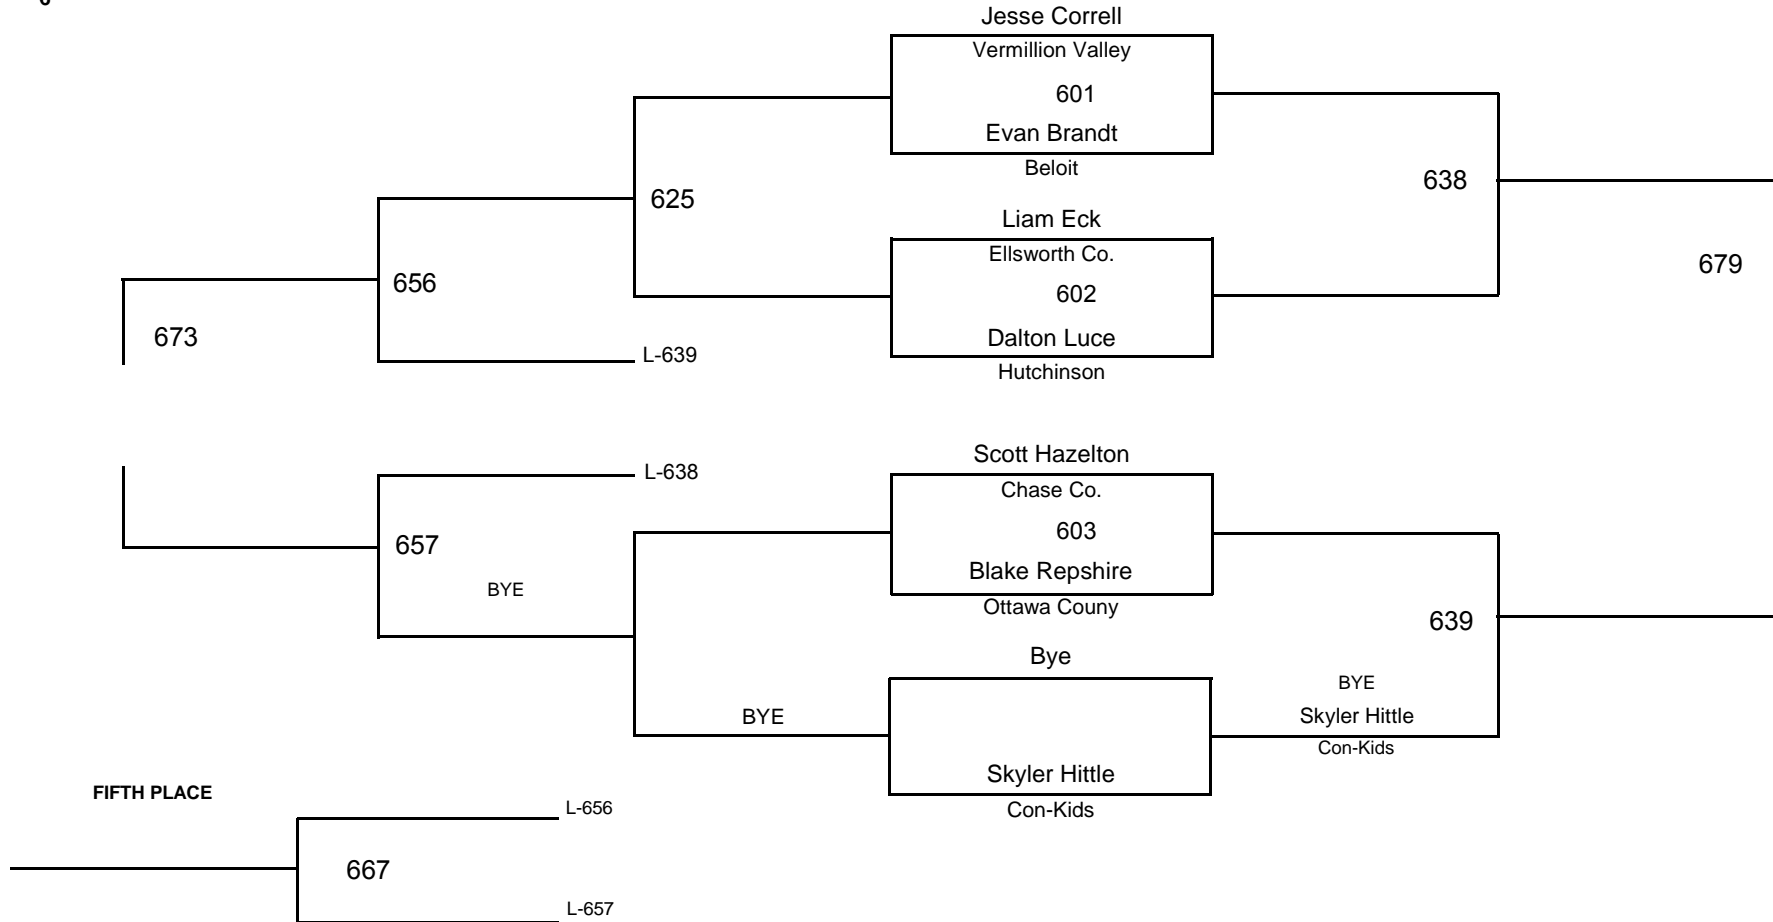 Jesse Correll
Vermillion Valley
601
Evan Brandt
Beloit
625
638
Liam Eck
Ellsworth Co.
679
656
602
673
Dalton Luce
L-639
Hutchinson
Scott Hazelton
L-638
Chase Co.
603
657
Blake Repshire
BYE
Ottawa Couny
639
Bye
BYE
BYE
Skyler Hittle
Con-Kids
Skyler Hittle
FIFTH PLACE
L-656
Con-Kids
667
L-657